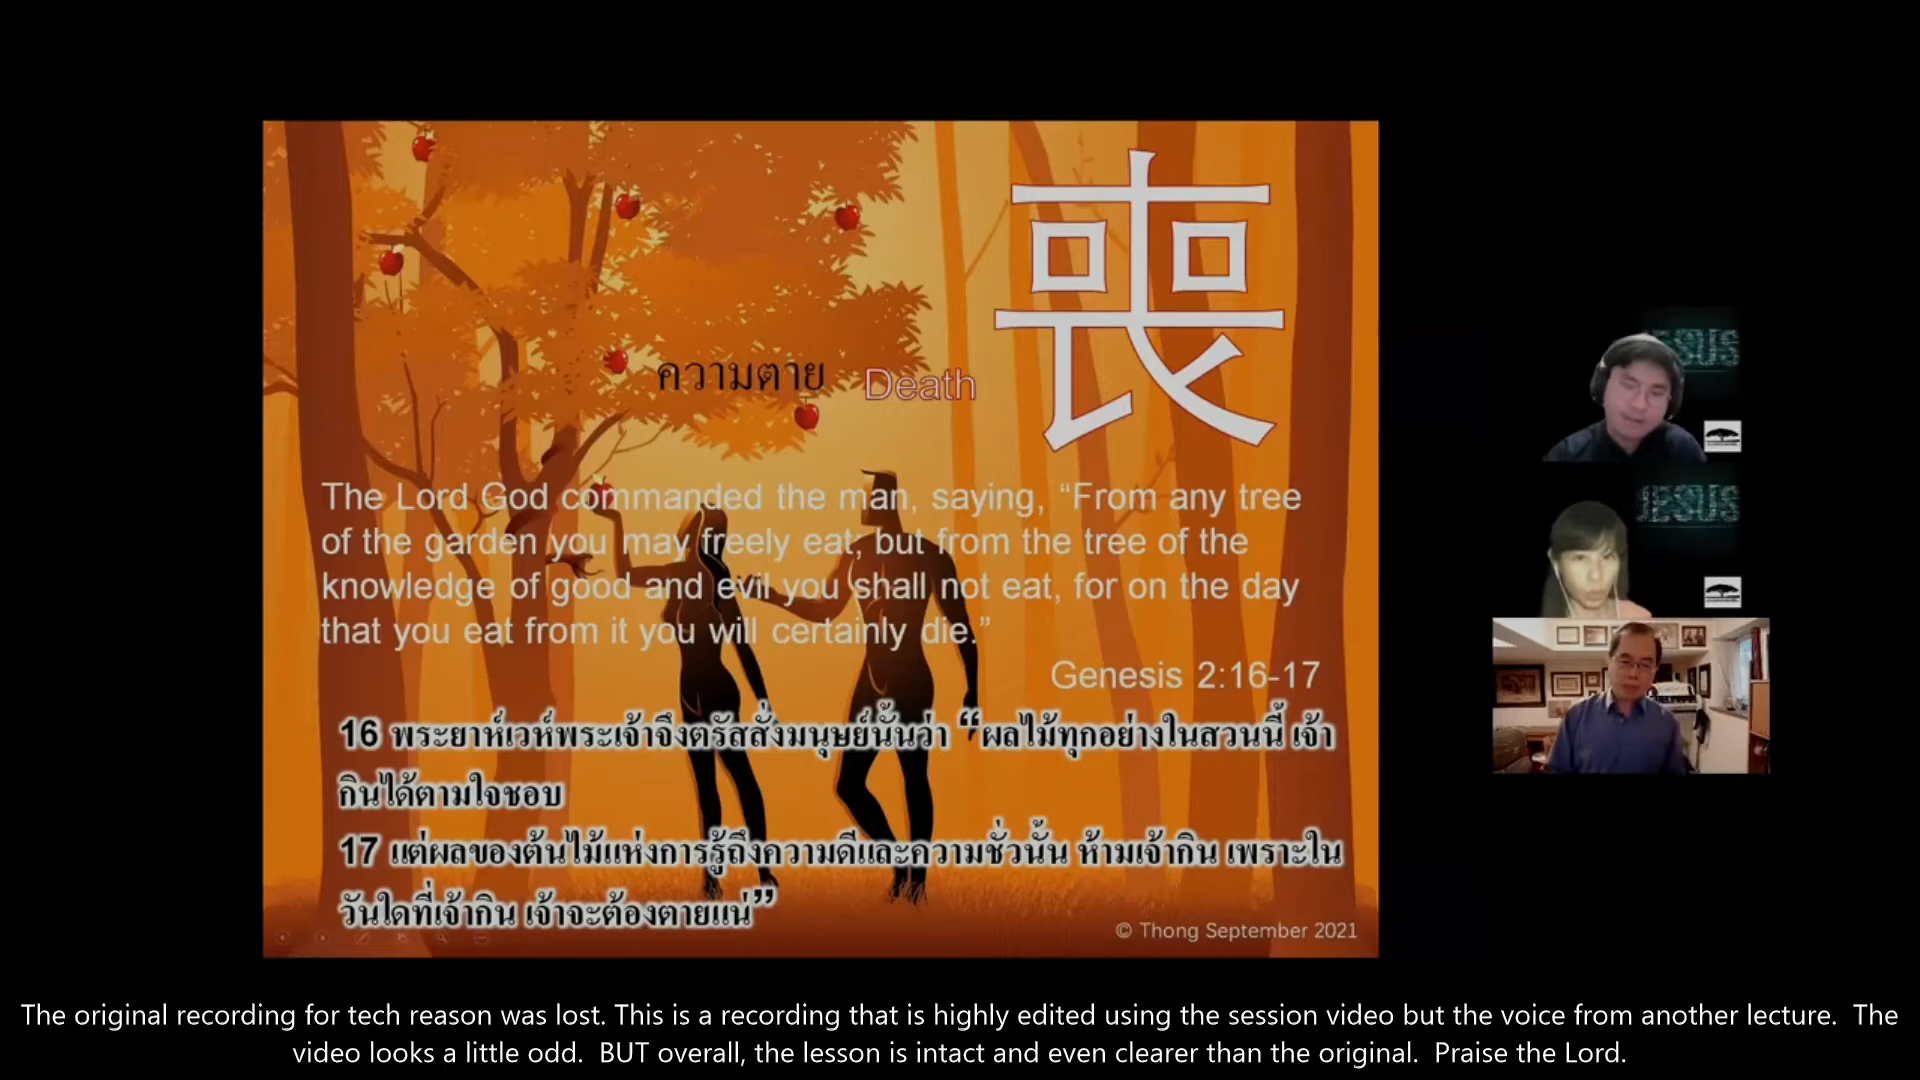 喪
ความตาย
Death
The Lord God commanded the man, saying, “From any tree
of the garden you may freely eat, but from the tree of the
knowledge of good and evil you shall not eat, for on the day
that you eat from it you will certainly die.”
Genesis 2:16-17
16 พระยาห์เวห์พระเจ้าจึงตรัสสั่งมนุษย์นั้นว่า “ผลไม้ทุกอย่างในสวนนี้ เจ้า
กินได้ตามใจชอบ
17 แต่ผลของต้นไม้แห่งการรู้ถึงความดีและความชั่วนั้น ห้ามเจ้ากิน เพราะใน
วันใดที่เจ้ากิน เจ้าจะต้องตายแน่”
© Thong September 2021
JESUS
JESUS
The original recording for tech reason was lost. This is a recording that is highly edited using the session video but the voice from another lecture.  The
video looks a little odd.  BUT overall, the lesson is intact and even clearer than the original.  Praise the Lord.